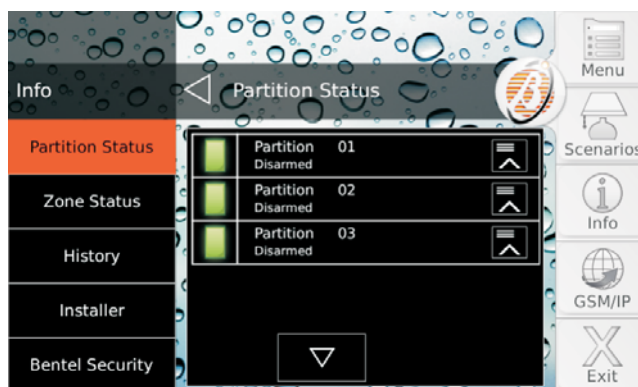 Info
Partition Status
Partition Status
Zone Status
History
Installer
Bentel Security
Partition 01
Disarmed
Partition 02
Disarmed
Partition 03
Disarmed
Menu
Scenarios
Info
GSM/IP
Exit